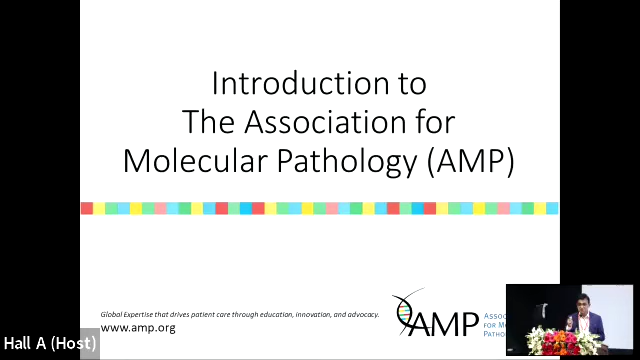 Introduction to
The Association for
Molecular Pathology (AMP)
Global Expertise that drives patient care through education, innovation, and advocacy.
www.amp.org
AMP
FOR
Hall A (Host)